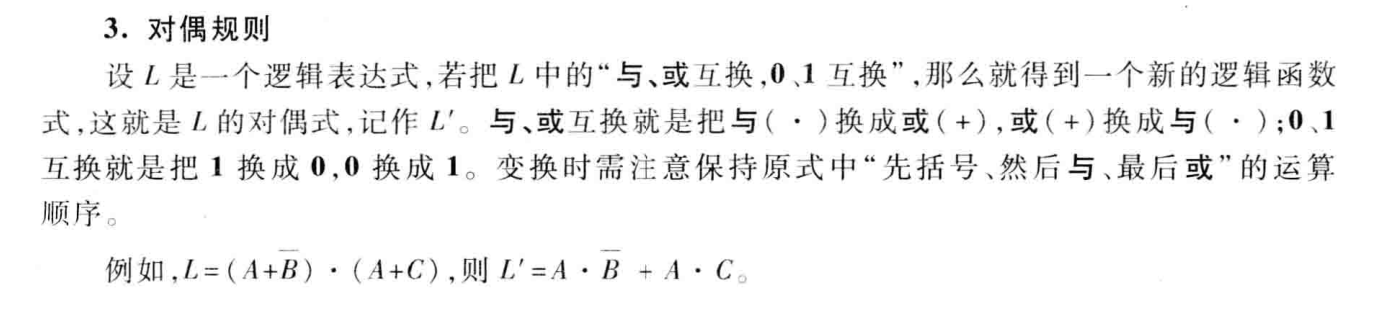 3. 对偶规则
设 L 是一个逻辑表达式,若把 L 中的“与、或互换,0、1 互换”,那么就得到一个新的逻辑函数
式,这就是 L 的对偶式,记作 L′。与、或互换就是把与(·)换成或(+),或(+)换成与(·);0、1
互换就是把 1 换成 0,0 换成 1。变换时需注意保持原式中“先括号、然后与、最后或”的运算
顺序。
例如,L=(A+B̅)·(A+C),则 L′=A·B̅ + A·C。